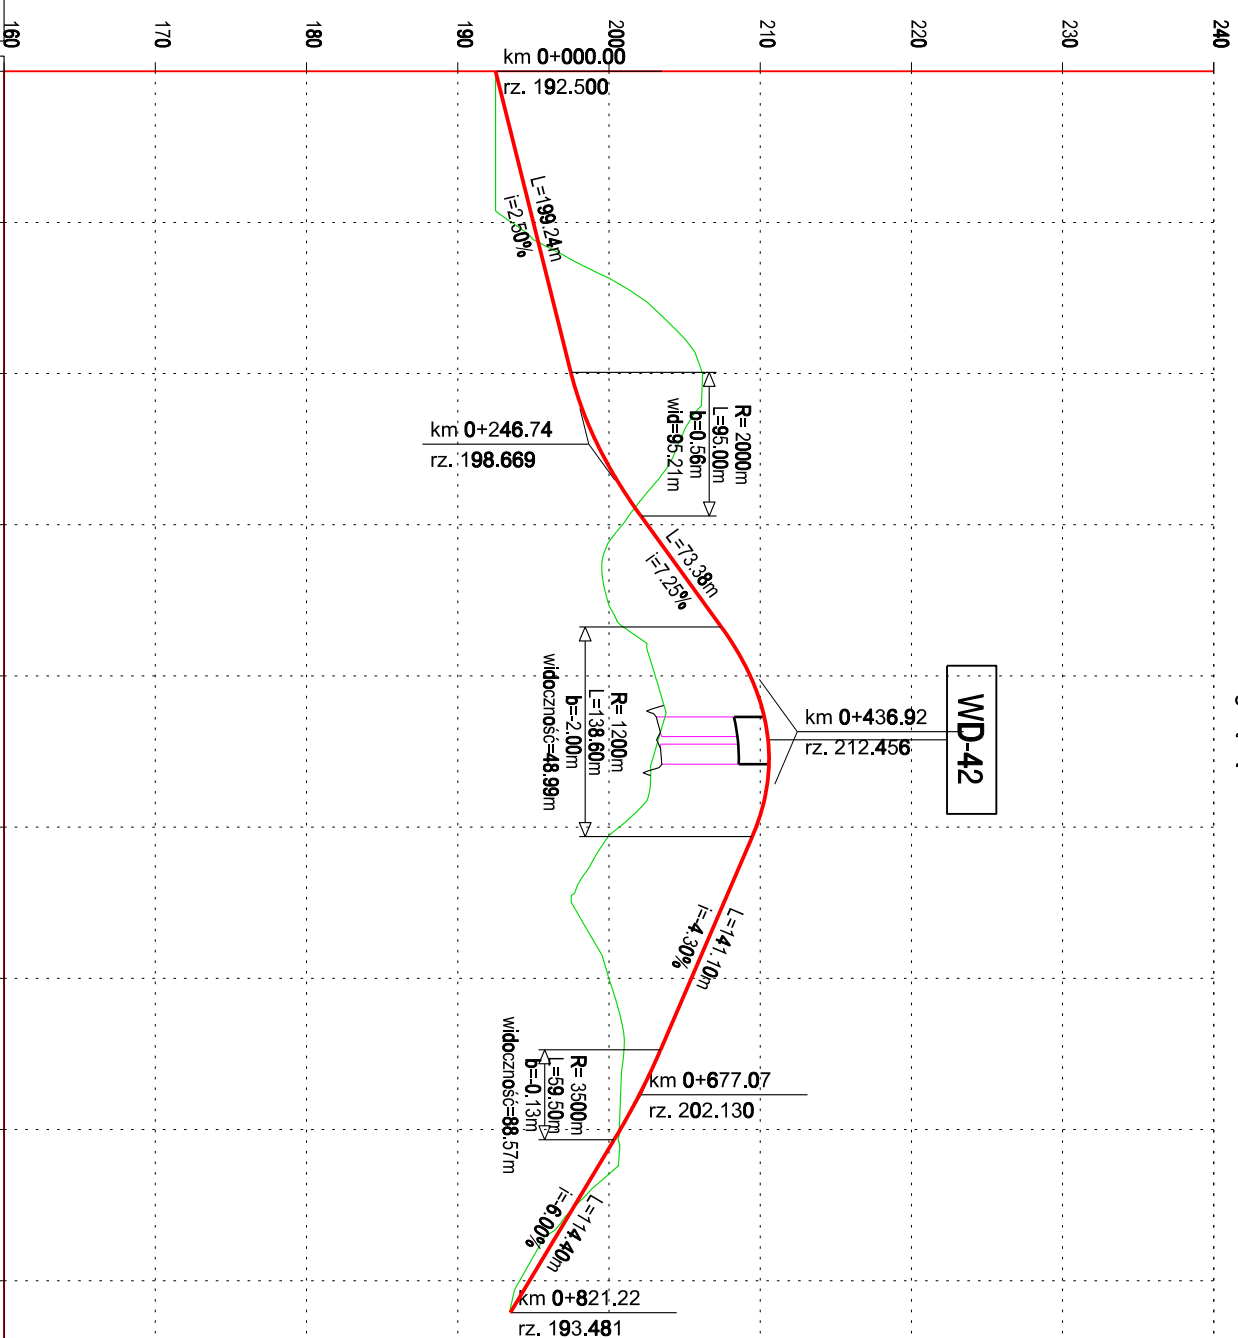 160
170
180
190
200
210
220
230
240
km 0+000.00
rz. 192.500
L=199.24m
i=2.50%
R= 2000m
L=95.00m
b=0.56m
wid=95.21m
km 0+246.74
rz. 198.669
L=73.38m
i=7.25%
R= 1200m
L=138.60m
b=-2.00m
widoczność=48.99m
km 0+436.92
rz. 212.456
WD-42
L=141.10m
i=-4.30%
R= 3500m
L=59.50m
b=-0.13m
widoczność=88.57m
km 0+677.07
rz. 202.130
L=114.40m
i=-6.00%
km 0+821.22
rz. 193.481